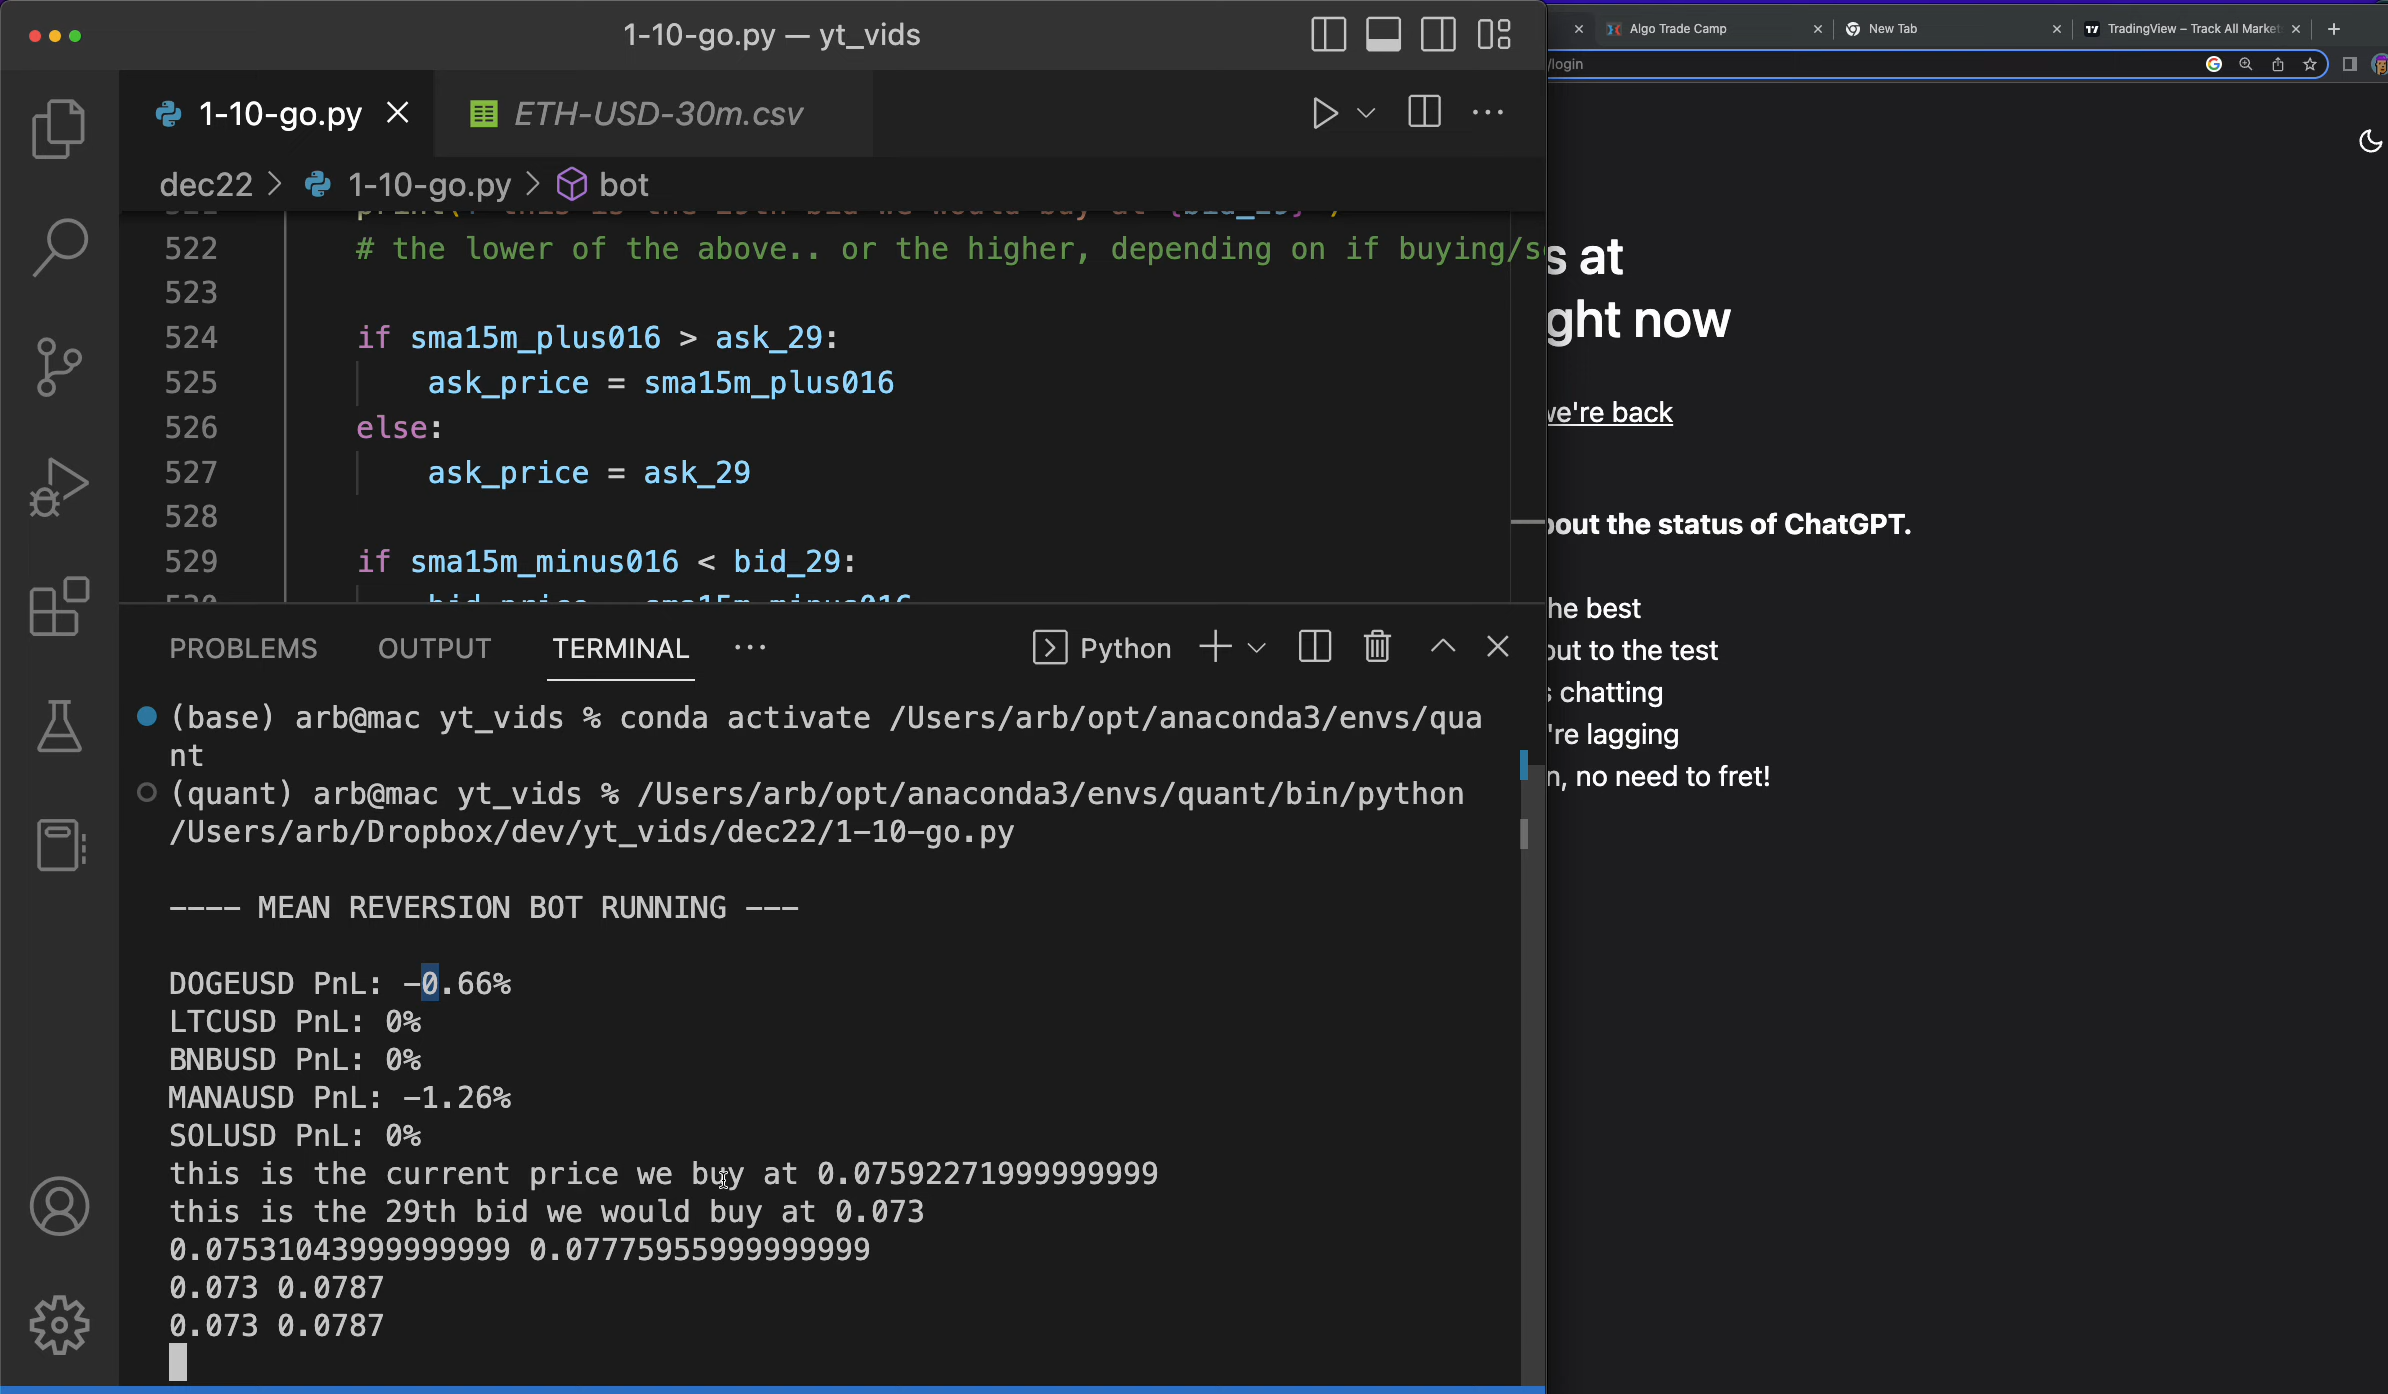 1-10-go.py — yt_vids
1-10-go.py
ETH-USD-30m.csv
dec22 > 1-10-go.py > bot
522 # the lower of the above.. or the higher, depending on if buying/s
523
524 if sma15m_plus016 > ask_29:
525 ask_price = sma15m_plus016
526 else:
527 ask_price = ask_29
528
529 if sma15m_minus016 < bid_29:
PROBLEMS OUTPUT TERMINAL ···
Python
(base) arb@mac yt_vids % conda activate /Users/arb/opt/anaconda3/envs/qua
nt
(quant) arb@mac yt_vids % /Users/arb/opt/anaconda3/envs/quant/bin/python
/Users/arb/Dropbox/dev/yt_vids/dec22/1-10-go.py
---- MEAN REVERSION BOT RUNNING ---
DOGEUSD PnL: -0.66%
LTCUSD PnL: 0%
BNBUSD PnL: 0%
MANAUSD PnL: -1.26%
SOLUSD PnL: 0%
this is the current price we buy at 0.07592271999999999
this is the 29th bid we would buy at 0.073
0.07531043999999999 0.07775955999999999
0.073 0.0787
0.073 0.0787
Algo Trade Camp
New Tab
TradingView – Track All Market
/login
s at
ght now
we're back
bout the status of ChatGPT.
he best
out to the test
s chatting
're lagging
n, no need to fret!